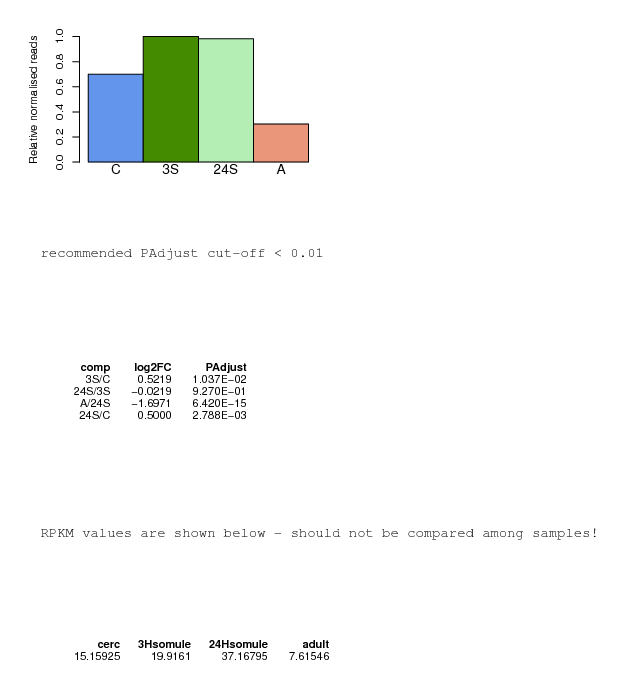 Relative normalised reads
1.0
0.8
0.6
0.4
0.2
0.0
C 3S 24S A
recommended PAdjust cut-off < 0.01
comp log2FC PAdjust
3S/C 0.5219 1.037E-02
24S/3S -0.0219 9.270E-01
A/24S -1.6971 6.420E-15
24S/C 0.5000 2.788E-03
RPKM values are shown below - should not be compared among samples!
cerc 3Hsomule 24Hsomule adult
15.15925 19.9161 37.16795 7.61546